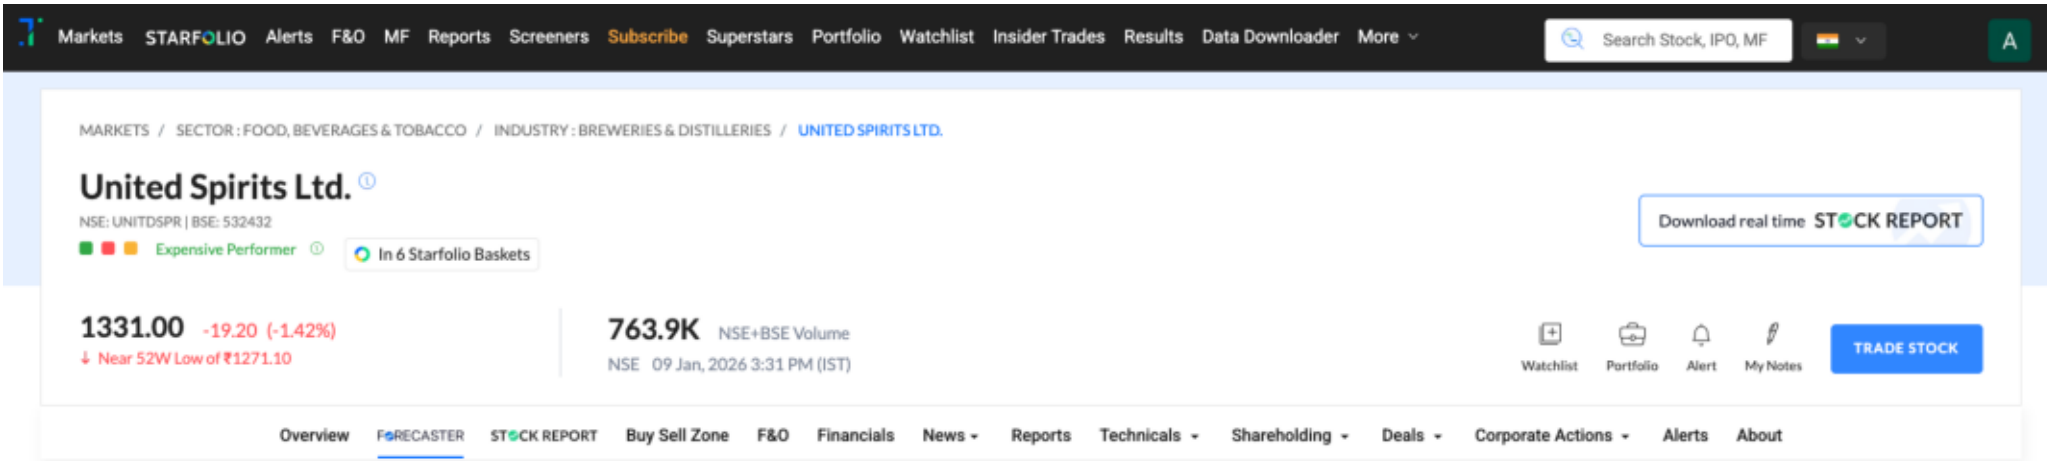 Markets STARFOLIO Alerts F&O MF Reports Screeners Subscribe Superstars Portfolio Watchlist Insider Trades Results Data Downloader More Search Stock, IPO, MF A
MARKETS / SECTOR : FOOD, BEVERAGES & TOBACCO / INDUSTRY : BREWERIES & DISTILLERIES / UNITED SPIRITS LTD.
United Spirits Ltd.
NSE: UNITDSPR | BSE: 532432
Expensive Performer In 6 Starfolio Baskets
Download real time STOCK REPORT
1331.00 -19.20 (-1.42%)
↓ Near 52W Low of ₹1271.10
763.9K NSE+BSE Volume
NSE 09 Jan, 2026 3:31 PM (IST)
Watchlist Portfolio Alert My Notes
TRADE STOCK
Overview FORECASTER STOCK REPORT Buy Sell Zone F&O Financials News Reports Technicals Shareholding Deals Corporate Actions Alerts About